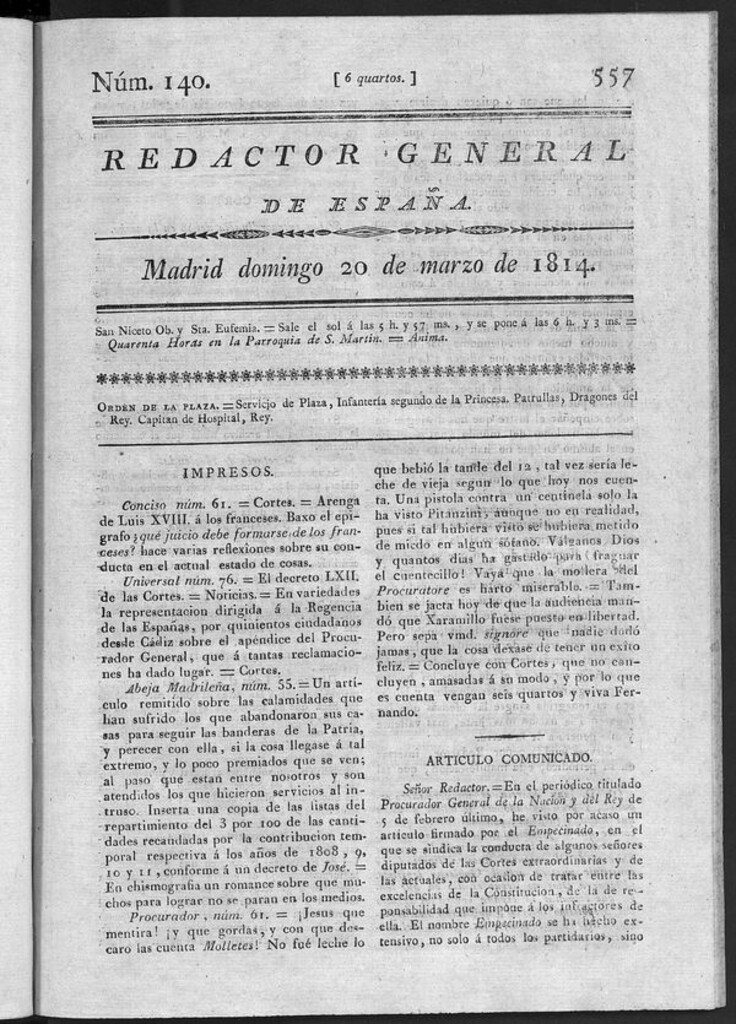 Núm. 140.
[ 6 quartos. ]
557
REDACTOR GENERAL
DE ESPAÑA.
Madrid domingo 20 de marzo de 1814.
San Niceto Ob. y Sta. Eufemia. = Sale el sol á las 5 h. y 57 ms., y se pone á las 6 h. y 3 ms. =
Quarenta Horas en la Parroquia de S. Martin. = Anima.
ORDEN DE LA PLAZA. = Servicio de Plaza, Infantería segundo de la Princesa. Patrullas, Dragones del
Rey. Capitan de Hospital, Rey.
IMPRESOS.
Conciso núm. 61. = Cortes. = Arenga
de Luis XVIII. á los franceses. Baxo el epí-
grafo ¿qué juicio debe formarse de los fran-
ceses? hace varias reflexiones sobre su con-
ducta en el actual estado de cosas.
Universal núm. 76. = El decreto LXII.
de las Cortes. = Noticias. = En variedades
la representacion dirigida á la Regencia
de las Españas, por quinientos ciudadanos
desde Cádiz sobre el apéndice del Procu-
rador General, que á tantas reclamacio-
nes ha dado lugar. = Cortes.
Abeja Madrileña, núm. 55. = Un artí-
culo remitido sobre las calamidades que
han sufrido los que abandonaron sus ca-
sas para seguir las banderas de la Patria,
y perecer con ella, si la cosa llegase á tal
extremo, y lo poco premiados que se ven;
al paso que estan entre nosotros y son
atendidos los que hicieron servicios al in-
truso. Inserta una copia de las listas del
repartimiento del 3 por 100 de las canti-
dades recaudadas por la contribucion tem-
poral respectiva á los años de 1808, 9,
10 y 11, conforme á un decreto de José. =
En chismografia un romance sobre que mu-
chos para lograr no se paran en los medios.
Procurador, núm. 61. = ¡Jesus que
mentira! ¡y que gordas, y con que des-
caro las cuenta Molletes! No fué leche lo
que bebió la tande del 12, tal vez sería le-
che de vieja segun lo que hoy nos cuen-
ta. Una pistola contra un centinela solo la
ha visto Pitanzini, aunque no en realidad,
pues si tal hubiera visto se hubiera metido
de miedo en algun sótano. Válganos Dios
y quantos dias ha gastado para fraguar
el cuentecillo! Vaya que la mollera del
Procuratore es harto miserable. = Tam-
bien se jacta hoy de que la audiencia man-
dó que Xaramillo fuese puesto en libertad.
Pero sepa vmd. signore que nadie dudó
jamas, que la cosa dexase de tener un exîto
feliz. = Concluye con Cortes, que no can-
cluyen, amasadas á su modo, y por lo que
es cuenta vengan seis quartos y viva Fer-
nando.
ARTICULO COMUNICADO.
Señor Redactor. = En el periódico titulado
Procurador General de la Nacion y del Rey de
5 de febrero último, he visto por acaso un
artículo firmado por el Empecinado, en el
que se sindica la conducta de algunos señores
diputados de las Cortes extraordinarias y de
las actuales, con ocasion de tratar entre las
excelencias de la Constitucion, de la de re-
sponsabilidad que impone á los infractores de
ella. El nombre Empecinado se ha hecho ex-
tensivo, no solo á todos los partidarios, sino